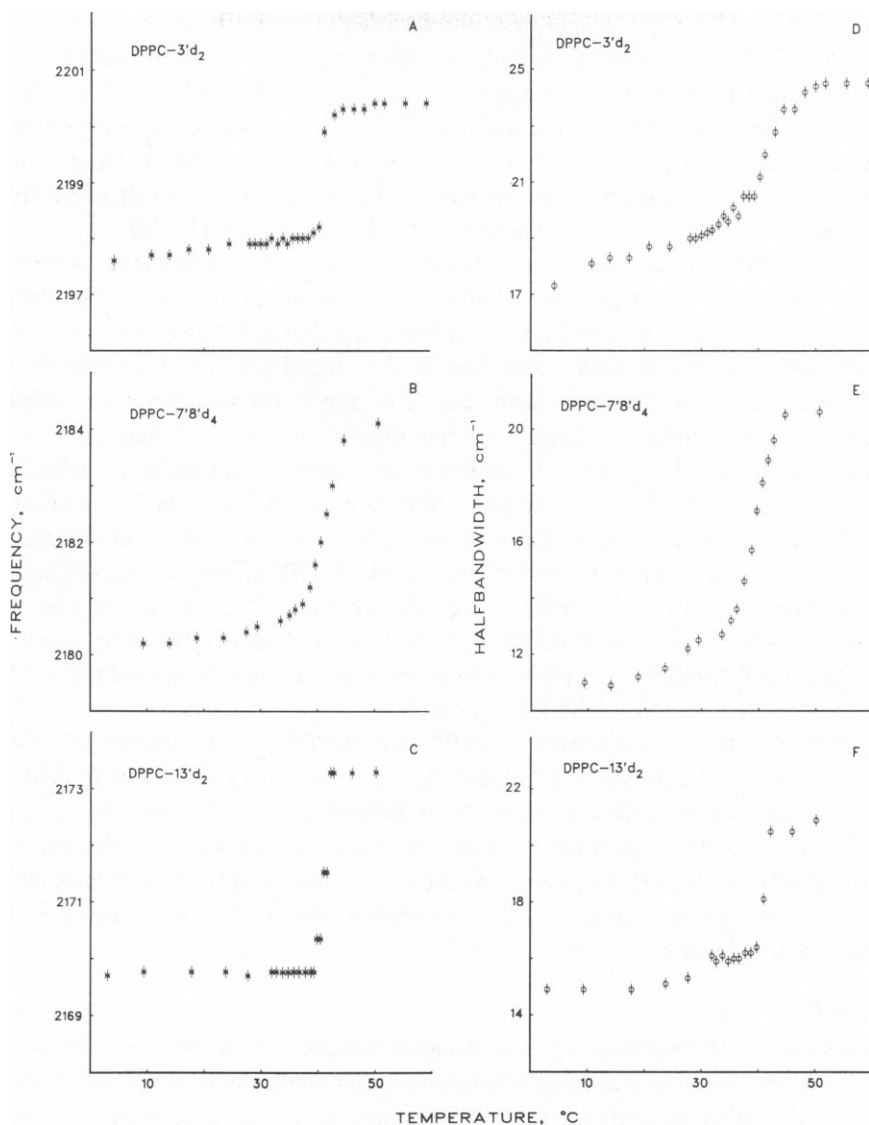 A
DPPC-3'd2
2201
2199
2197
B
DPPC-7'8'd4
2184
2182
2180
C
DPPC-13'd2
2173
2171
2169
10
30
50
FREQUENCY, cm⁻¹
D
DPPC-3'd2
25
21
17
E
DPPC-7'8'd4
20
16
12
F
DPPC-13'd2
22
18
14
10
30
50
HALFBANDWIDTH, cm⁻¹
TEMPERATURE, °C